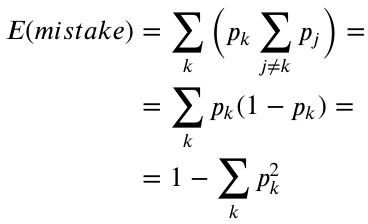 E(mistake) = ∑_k (p_k ∑_{j≠k} p_j) =
= ∑_k p_k(1 − p_k) =
= 1 − ∑_k p_k^2